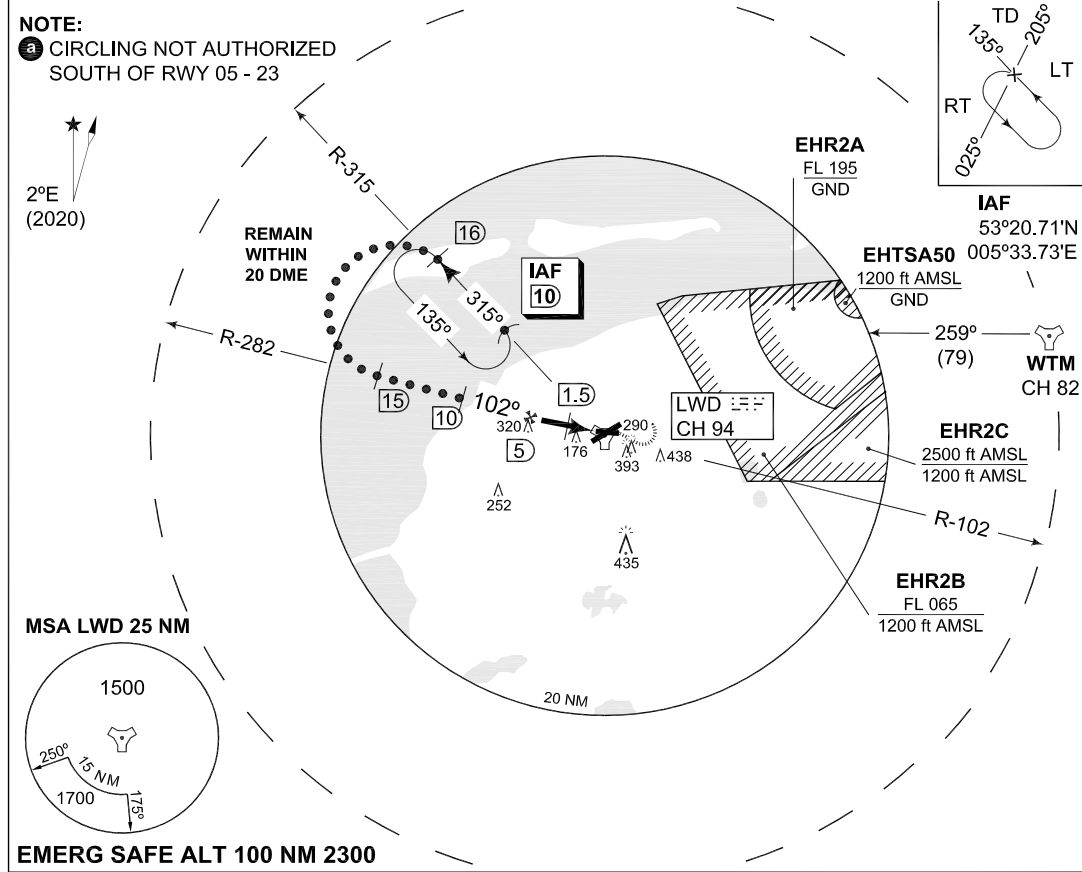 NOTE:
a CIRCLING NOT AUTHORIZED
SOUTH OF RWY 05 - 23
2ºE
(2020)
R-315
REMAIN
WITHIN
20 DME
R-282
16
IAF
10
315º
135º
15
10
102º
1.5
5
320
176
290
393
438
252
435
LWD
CH 94
EHR2A
FL 195
GND
TD
135º
205º
LT
RT
025º
IAF
53º20.71'N
005º33.73'E
EHTSA50
1200 ft AMSL
GND
259º
(79)
WTM
CH 82
EHR2C
2500 ft AMSL
1200 ft AMSL
R-102
EHR2B
FL 065
1200 ft AMSL
20 NM
MSA LWD 25 NM
1500
250º
15 NM
1700
175º
EMERG SAFE ALT 100 NM 2300